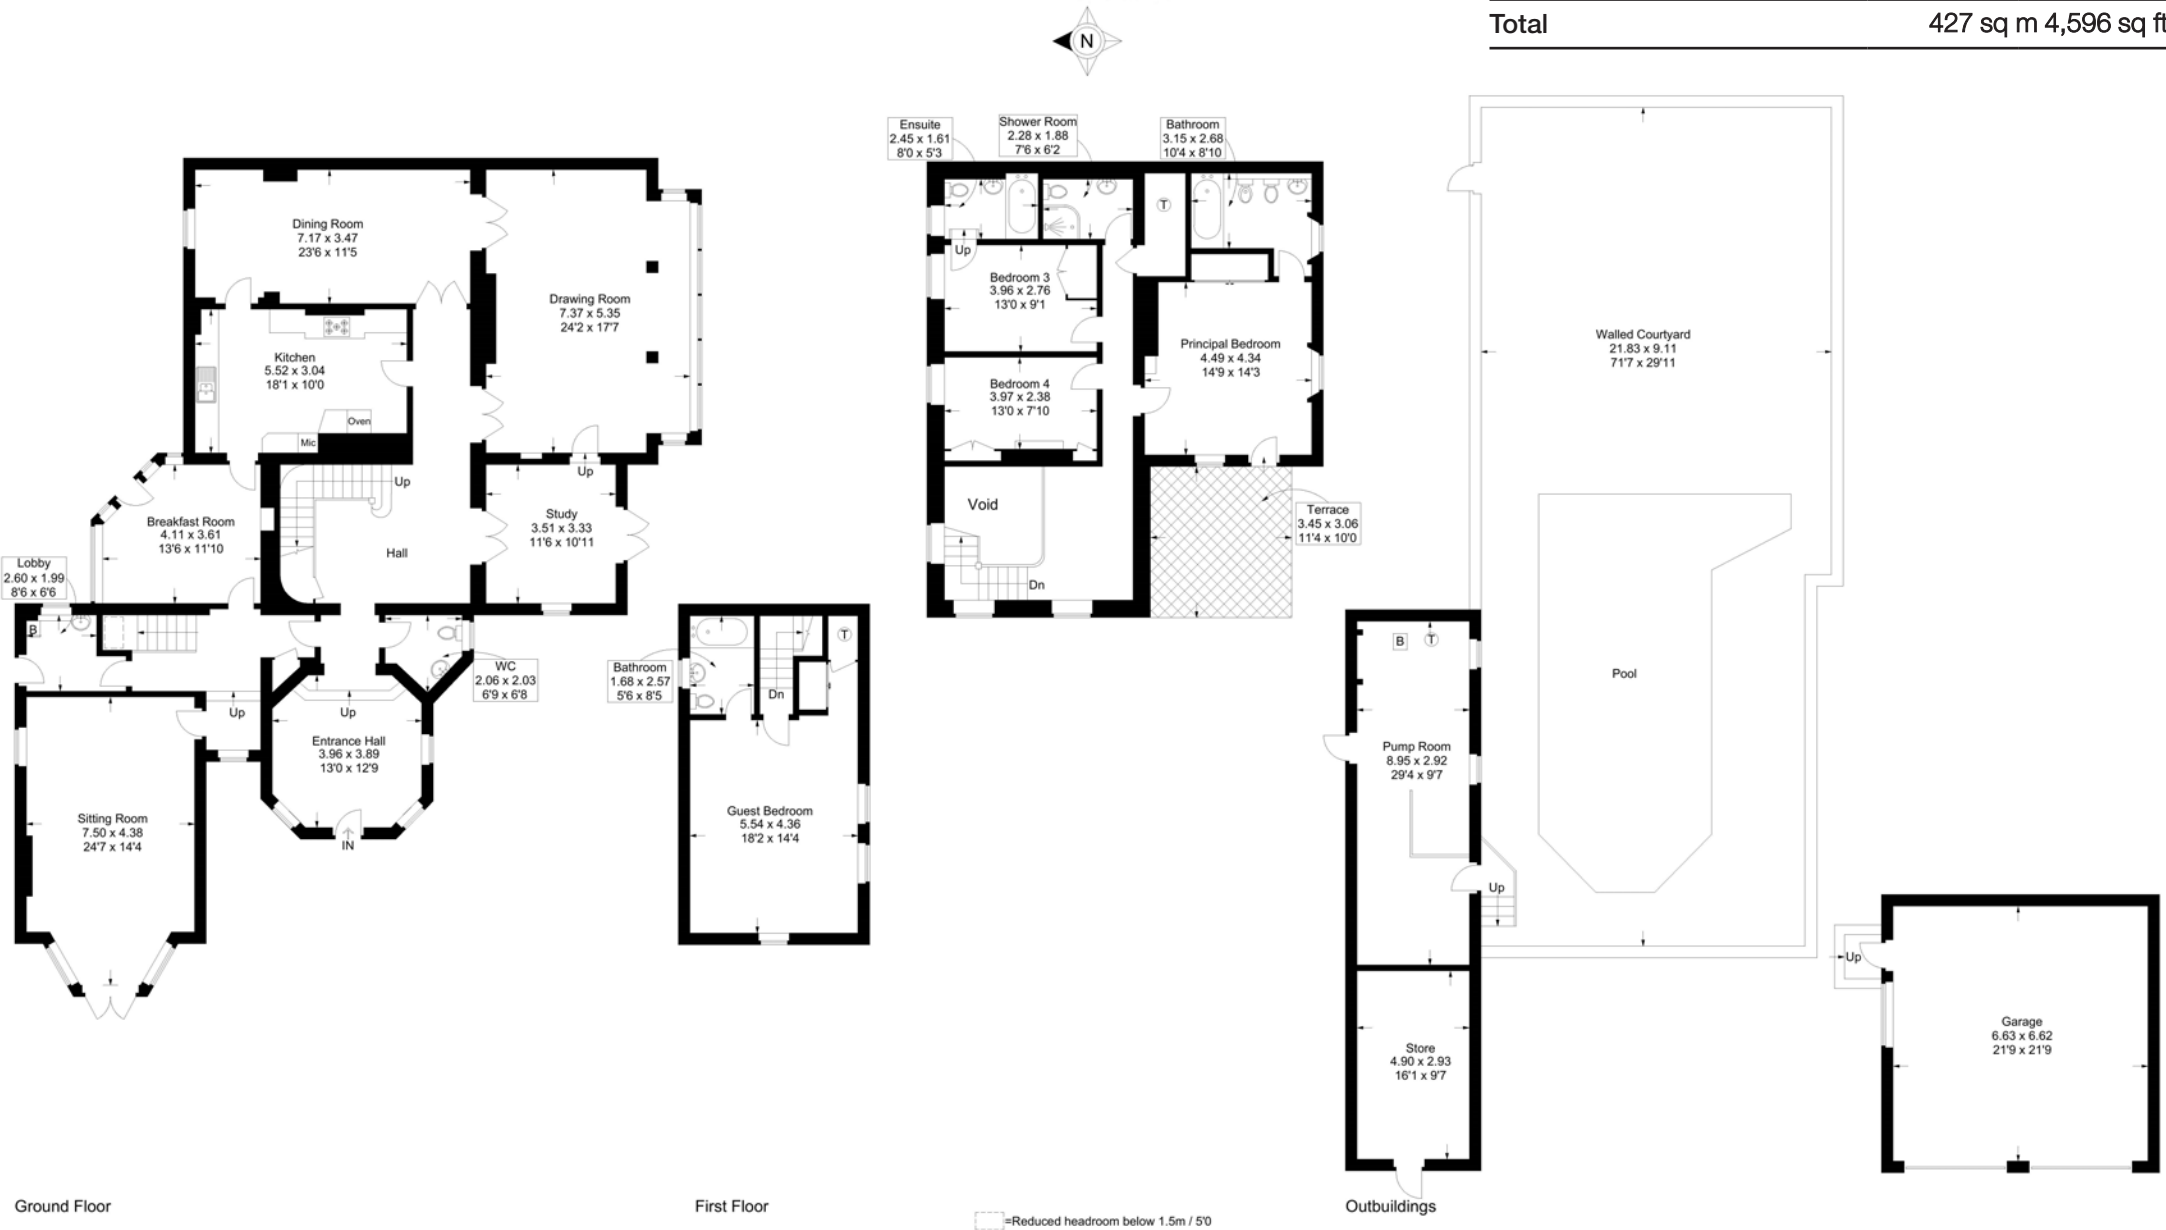 Total 427 sq m 4,596 sq ft
N
Dining Room
7.17 x 3.47
23'6 x 11'5
Drawing Room
7.37 x 5.35
24'2 x 17'7
Kitchen
5.52 x 3.04
18'1 x 10'0
Oven
Mic
Up
Up
Breakfast Room
4.11 x 3.61
13'6 x 11'10
Study
3.51 x 3.33
11'6 x 10'11
Hall
Lobby
2.60 x 1.99
8'6 x 6'6
B
WC
2.06 x 2.03
6'9 x 6'8
Up
Up
Entrance Hall
3.96 x 3.89
13'0 x 12'9
IN
Sitting Room
7.50 x 4.38
24'7 x 14'4
Ground Floor
Bathroom
1.68 x 2.57
5'6 x 8'5
T
Dn
Guest Bedroom
5.54 x 4.36
18'2 x 14'4
Ensuite
2.45 x 1.61
8'0 x 5'3
Shower Room
2.28 x 1.88
7'6 x 6'2
Bathroom
3.15 x 2.68
10'4 x 8'10
T
Up
Bedroom 3
3.96 x 2.76
13'0 x 9'1
Principal Bedroom
4.49 x 4.34
14'9 x 14'3
Bedroom 4
3.97 x 2.38
13'0 x 7'10
Void
Dn
Terrace
3.45 x 3.06
11'4 x 10'0
First Floor
=Reduced headroom below 1.5m / 5'0
Walled Courtyard
21.83 x 9.11
71'7 x 29'11
Pool
B
T
Pump Room
8.95 x 2.92
29'4 x 9'7
Up
Store
4.90 x 2.93
16'1 x 9'7
Up
Garage
6.63 x 6.62
21'9 x 21'9
Outbuildings